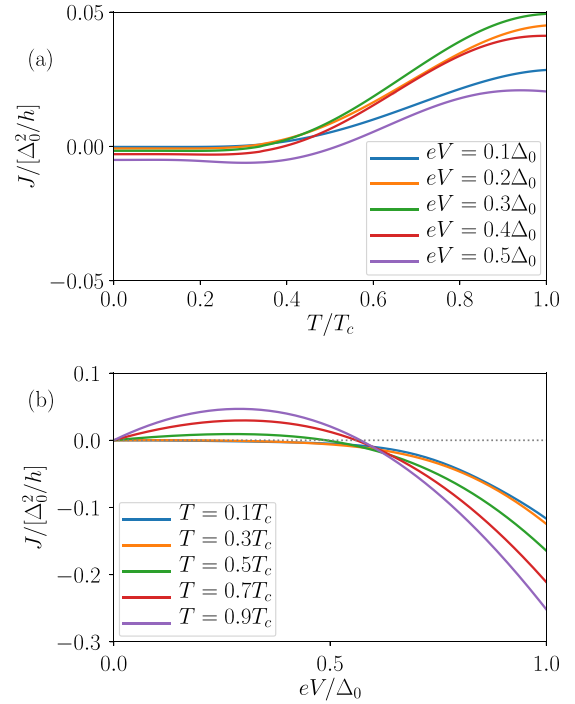 (a)
J/[Δ₀²/h]
0.05
0.00
−0.05
eV = 0.1Δ₀
eV = 0.2Δ₀
eV = 0.3Δ₀
eV = 0.4Δ₀
eV = 0.5Δ₀
0.0 0.2 0.4 0.6 0.8 1.0
T/T_c
(b)
J/[Δ₀²/h]
0.1
0.0
−0.1
−0.2
−0.3
T = 0.1T_c
T = 0.3T_c
T = 0.5T_c
T = 0.7T_c
T = 0.9T_c
0.0 0.5 1.0
eV/Δ₀